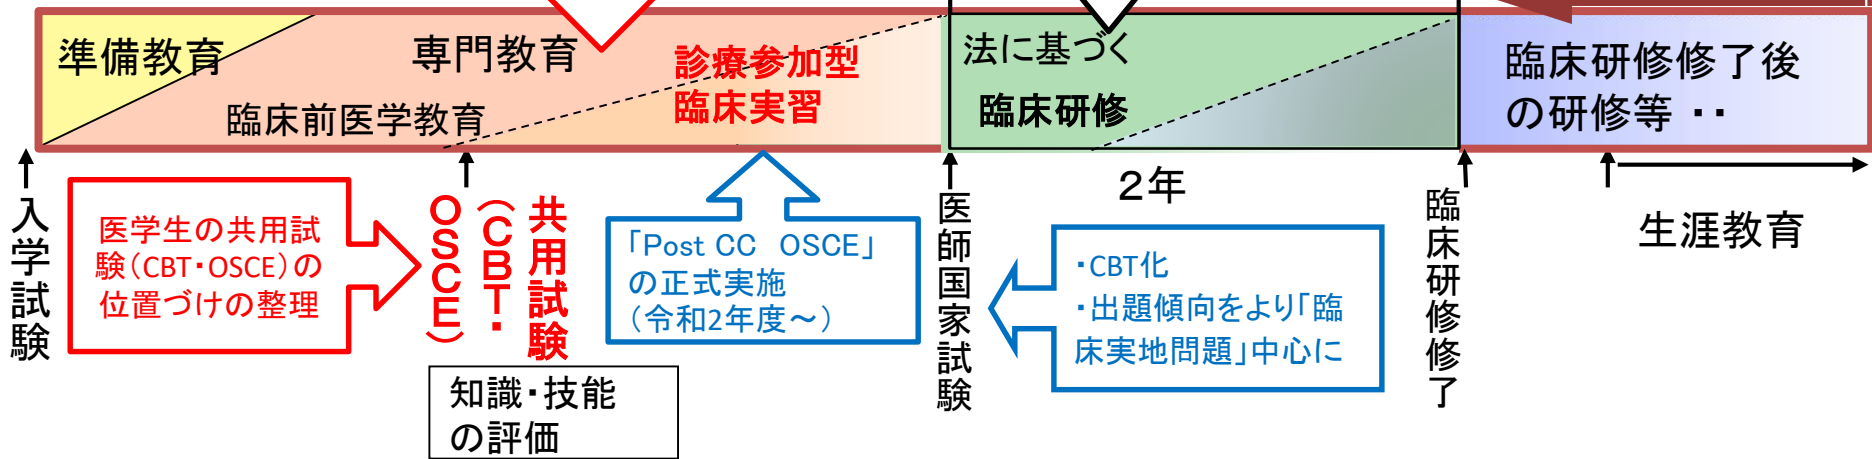 準備教育
専門教育
臨床前医学教育
診療参加型
臨床実習
法に基づく
臨床研修
臨床研修修了後
の研修等 ・・
入学試験
医学生の共用試
験(CBT・OSCE)の
位置づけの整理
共用試験
(CBT・
OSCE)
知識・技能
の評価
「Post CC OSCE」
の正式実施
(令和2年度～)
医師国家試験
2年
・CBT化
・出題傾向をより「臨
床実地問題」中心に
臨床研修修了
生涯教育